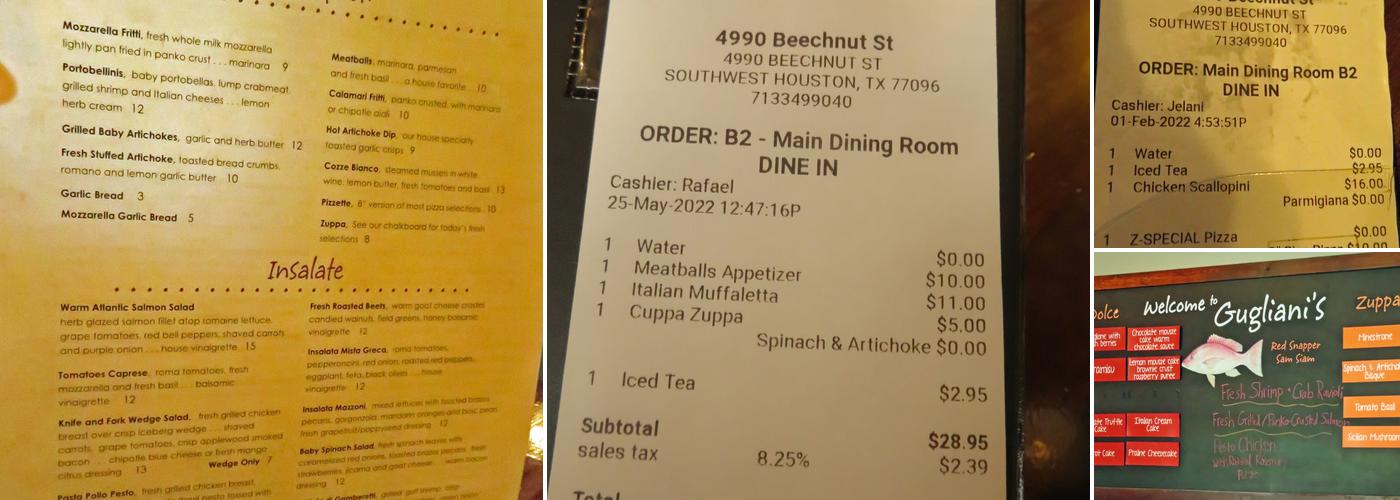 Mozzarella Fritti, fresh whole milk mozzarella
lightly pan fried in panko crust . . . marinara 9
Portobellinis, baby portobellas, lump crabmeat,
grilled shrimp and Italian cheeses . . . lemon
herb cream 12
Grilled Baby Artichokes, garlic and herb butter 12
Fresh Stuffed Artichoke, toasted bread crumbs,
romano and lemon garlic butter 10
Garlic Bread 3
Mozzarella Garlic Bread 5
Meatballs, marinara, parmesan
and fresh basil . . . a house favorite 10
Calamari Fritti, panko crusted, with marinara
or chipotle aioli 10
Hot Artichoke Dip, our house specialty
toasted garlic crisps 9
Cozze Bianco, steamed mussels in white
wine, lemon butter, fresh tomatoes and basil 13
Pizzette, 8" version of most pizza selections 10
Zuppa, See our chalkboard for today's fresh
selections 8
Insalate
Warm Atlantic Salmon Salad
herb glazed salmon fillet atop romaine lettuce,
grape tomatoes, red bell peppers, shaved carrots
and purple onion . . . house vinaigrette 15
Tomatoes Caprese, roma tomatoes, fresh
mozzarella and fresh basil . . . balsamic
vinaigrette 12
Knife and Fork Wedge Salad, fresh grilled chicken
breast over crisp iceberg wedge . . . shaved
carrots, grape tomatoes, crisp applewood smoked
bacon . . . chipotle blue cheese or fresh mango
citrus dressing 13 Wedge Only 7
Pasta Pollo Pesto, fresh grilled chicken breast,
Fresh Roasted Beets, warm goat cheese crostini
candied walnuts, field greens, honey balsamic
vinaigrette 12
Insalata Mista Greca, roma tomatoes,
pepperoncini, red onion, roasted red peppers,
eggplant, feta, black olives . . . house
vinaigrette 12
Insalata Mazzoni, mixed lettuces with toasted
pecans, gorgonzola, mandarin oranges and bosc pear,
fresh grapefruit/poppyseed dressing 12
Baby Spinach Salad, fresh spinach leaves with
caramelized red onions, toasted pecans, fresh
strawberries, jicama and goat cheese . . . warm bacon
dressing 12
4990 Beechnut St
4990 BEECHNUT ST
SOUTHWEST HOUSTON, TX 77096
7133499040
ORDER: B2 - Main Dining Room
DINE IN
Cashier: Rafael
25-May-2022 12:47:16P
1 Water $0.00
1 Meatballs Appetizer $10.00
1 Italian Muffaletta $11.00
1 Cuppa Zuppa $5.00
Spinach & Artichoke $0.00
1 Iced Tea $2.95
Subtotal $28.95
sales tax 8.25% $2.39
Total
4990 BEECHNUT ST
SOUTHWEST HOUSTON, TX 77096
7133499040
ORDER: Main Dining Room B2
DINE IN
Cashier: Jelani
01-Feb-2022 4:53:51P
1 Water $0.00
1 Iced Tea $2.95
1 Chicken Scallopini $16.00
Parmigiana $0.00
$0.00
1 Z-SPECIAL Pizza
$10.00
Welcome to Gugliani's
Zuppa
Chocolate mousse
cake warm
chocolate sauce
Lemon mousse cake
brownie crust
raspberry puree
Italian Cream
Cake
Praline Cheesecake
Red Snapper
Sam Siam
Fresh Shrimp + Crab Ravioli
Fresh Grilled/Panko Crusted Salmon
Pesto Chicken
Minestrone
Spinach & Artichoke
Bisque
Tomato Basil
Sicilian Mushroom